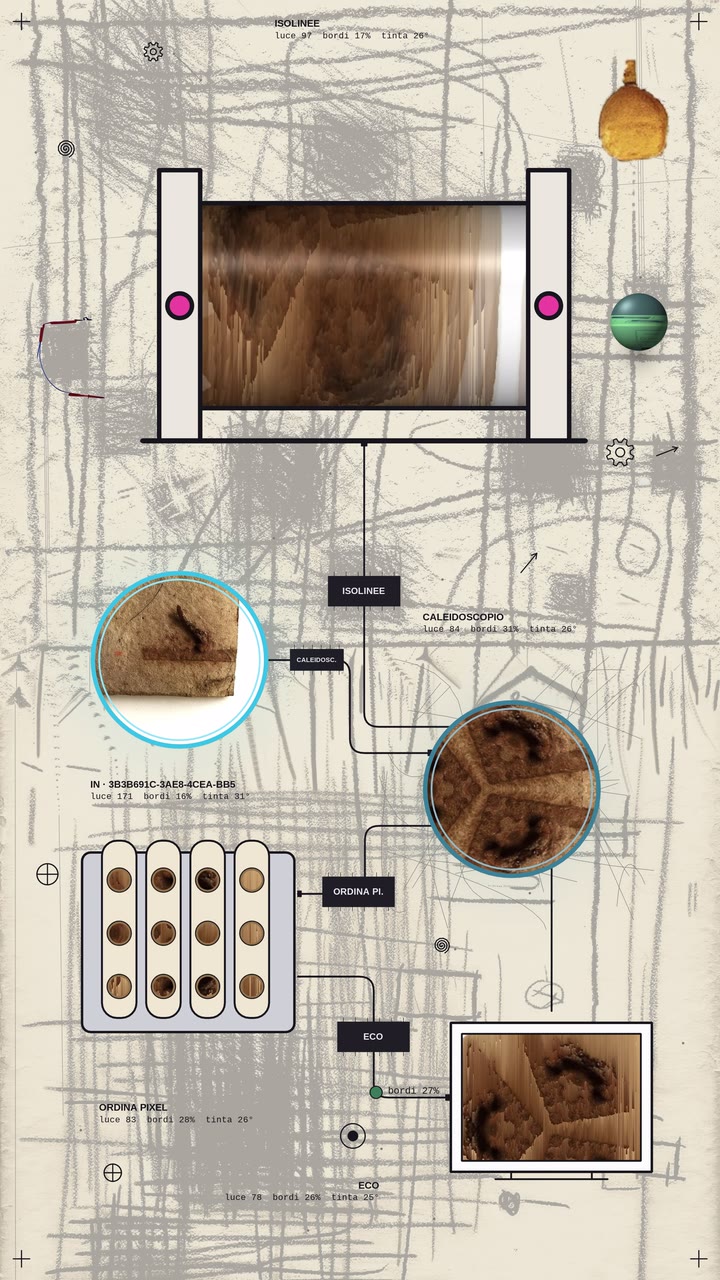 ISOLINEE
luce 97 bordi 17% tinta 26°
ISOLINEE
CALEIDOSCOPIO
luce 84 bordi 31% tinta 26°
CALEIDOSC.
IN · 3B3B691C-3AE8-4CEA-BB5
luce 171 bordi 16% tinta 31°
ORDINA PI.
ECO
bordi 27%
ORDINA PIXEL
luce 83 bordi 28% tinta 26°
ECO
luce 78 bordi 26% tinta 25°